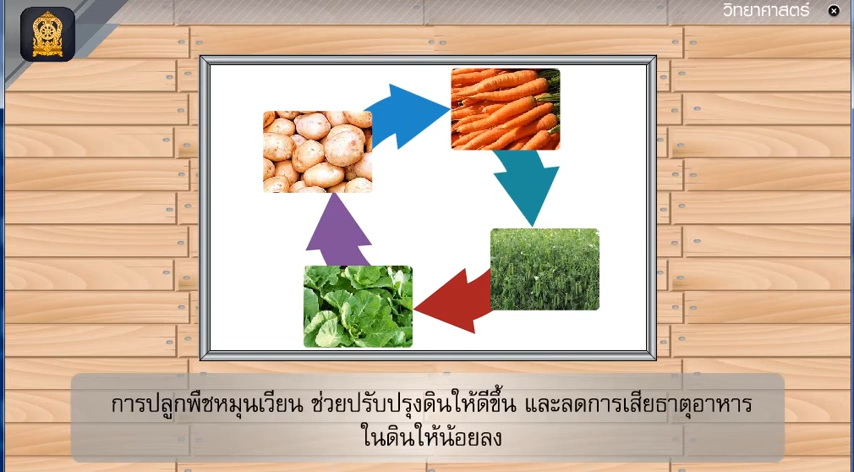 วิทยาศาสตร์
การปลูกพืชหมุนเวียน ช่วยปรับปรุงดินให้ดีขึ้น และลดการเสียธาตุอาหาร
ในดินให้น้อยลง